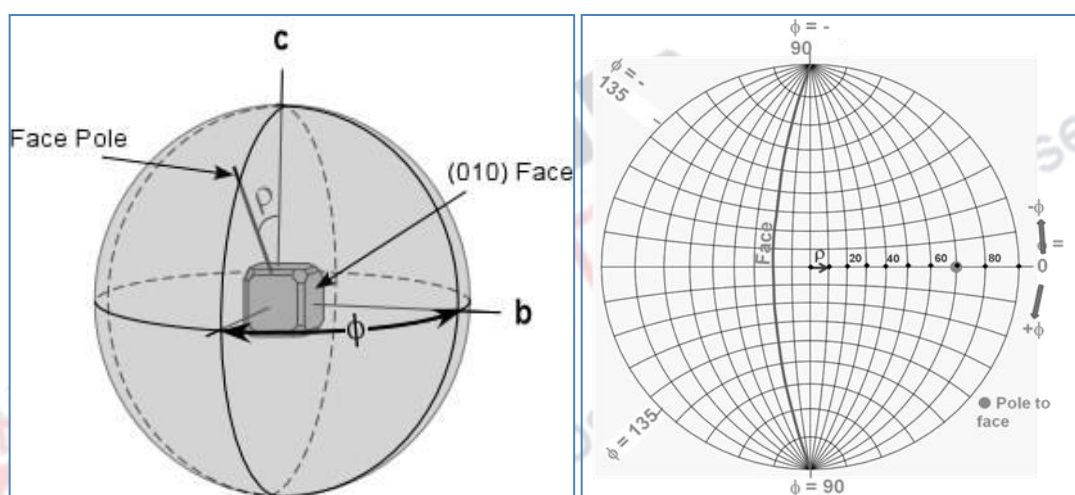 c
Face Pole
ρ
(010) Face
b
ϕ
ϕ = -
90
ϕ = -
135
Face
ρ
20
40
60
80
-ϕ
=
0
+ϕ
Pole to
face
ϕ = 135
ϕ = 90